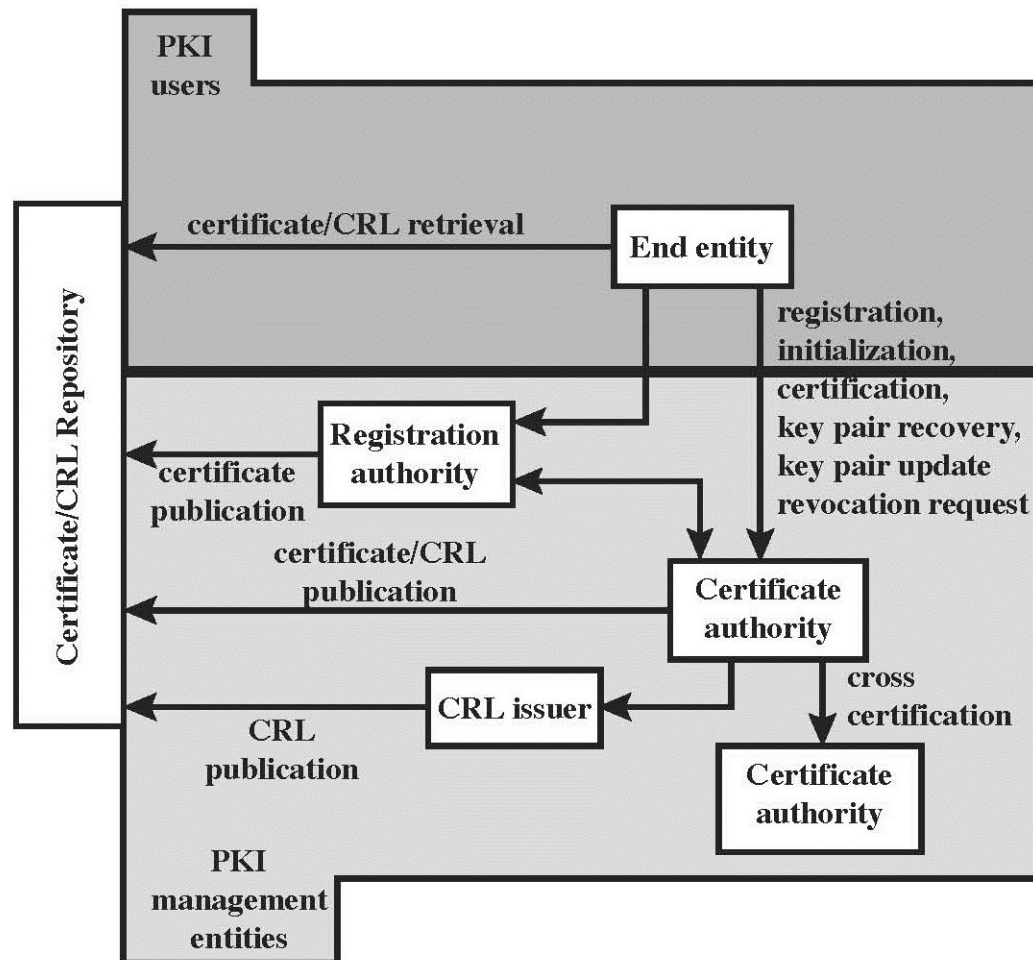 PKI
users
certificate/CRL retrieval
End entity
Certificate/CRL Repository
registration,
initialization,
certification,
key pair recovery,
key pair update
revocation request
Registration
authority
certificate
publication
certificate/CRL
publication
Certificate
authority
CRL issuer
cross
certification
CRL
publication
Certificate
authority
PKI
management
entities